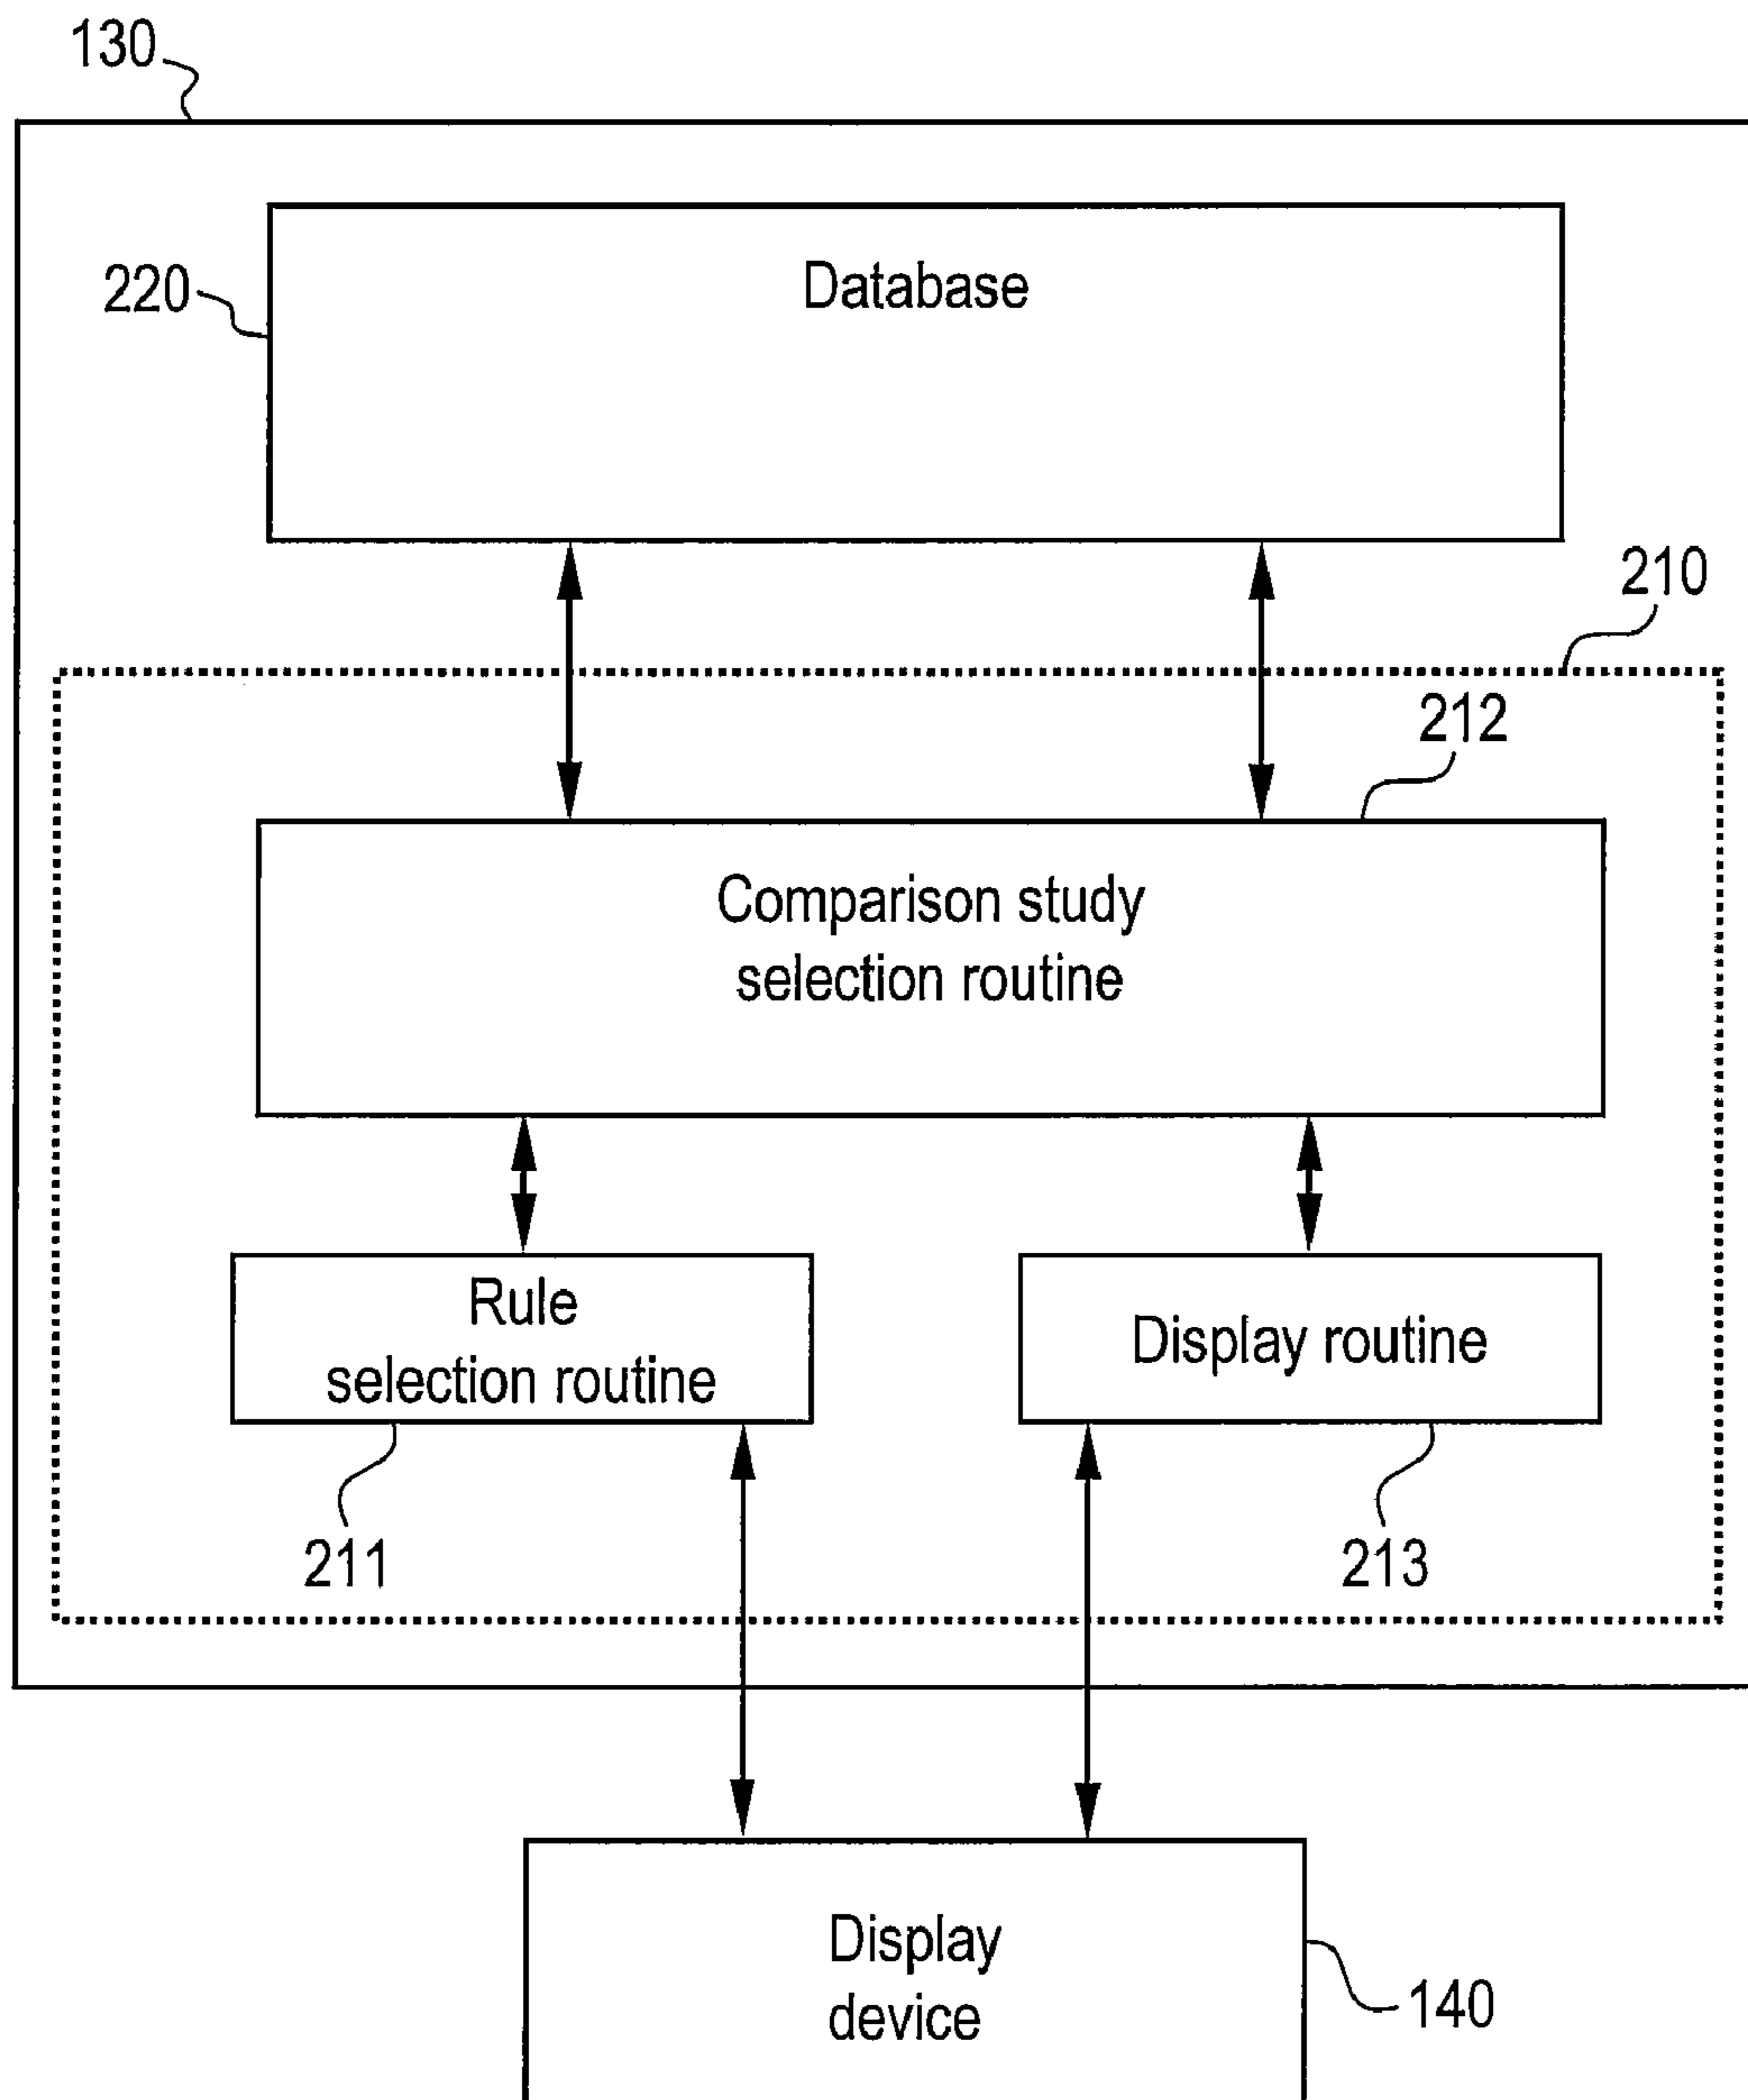 130
220
Database
210
212
Comparison study
selection routine
Rule
selection routine
Display routine
211
213
Display
device
140